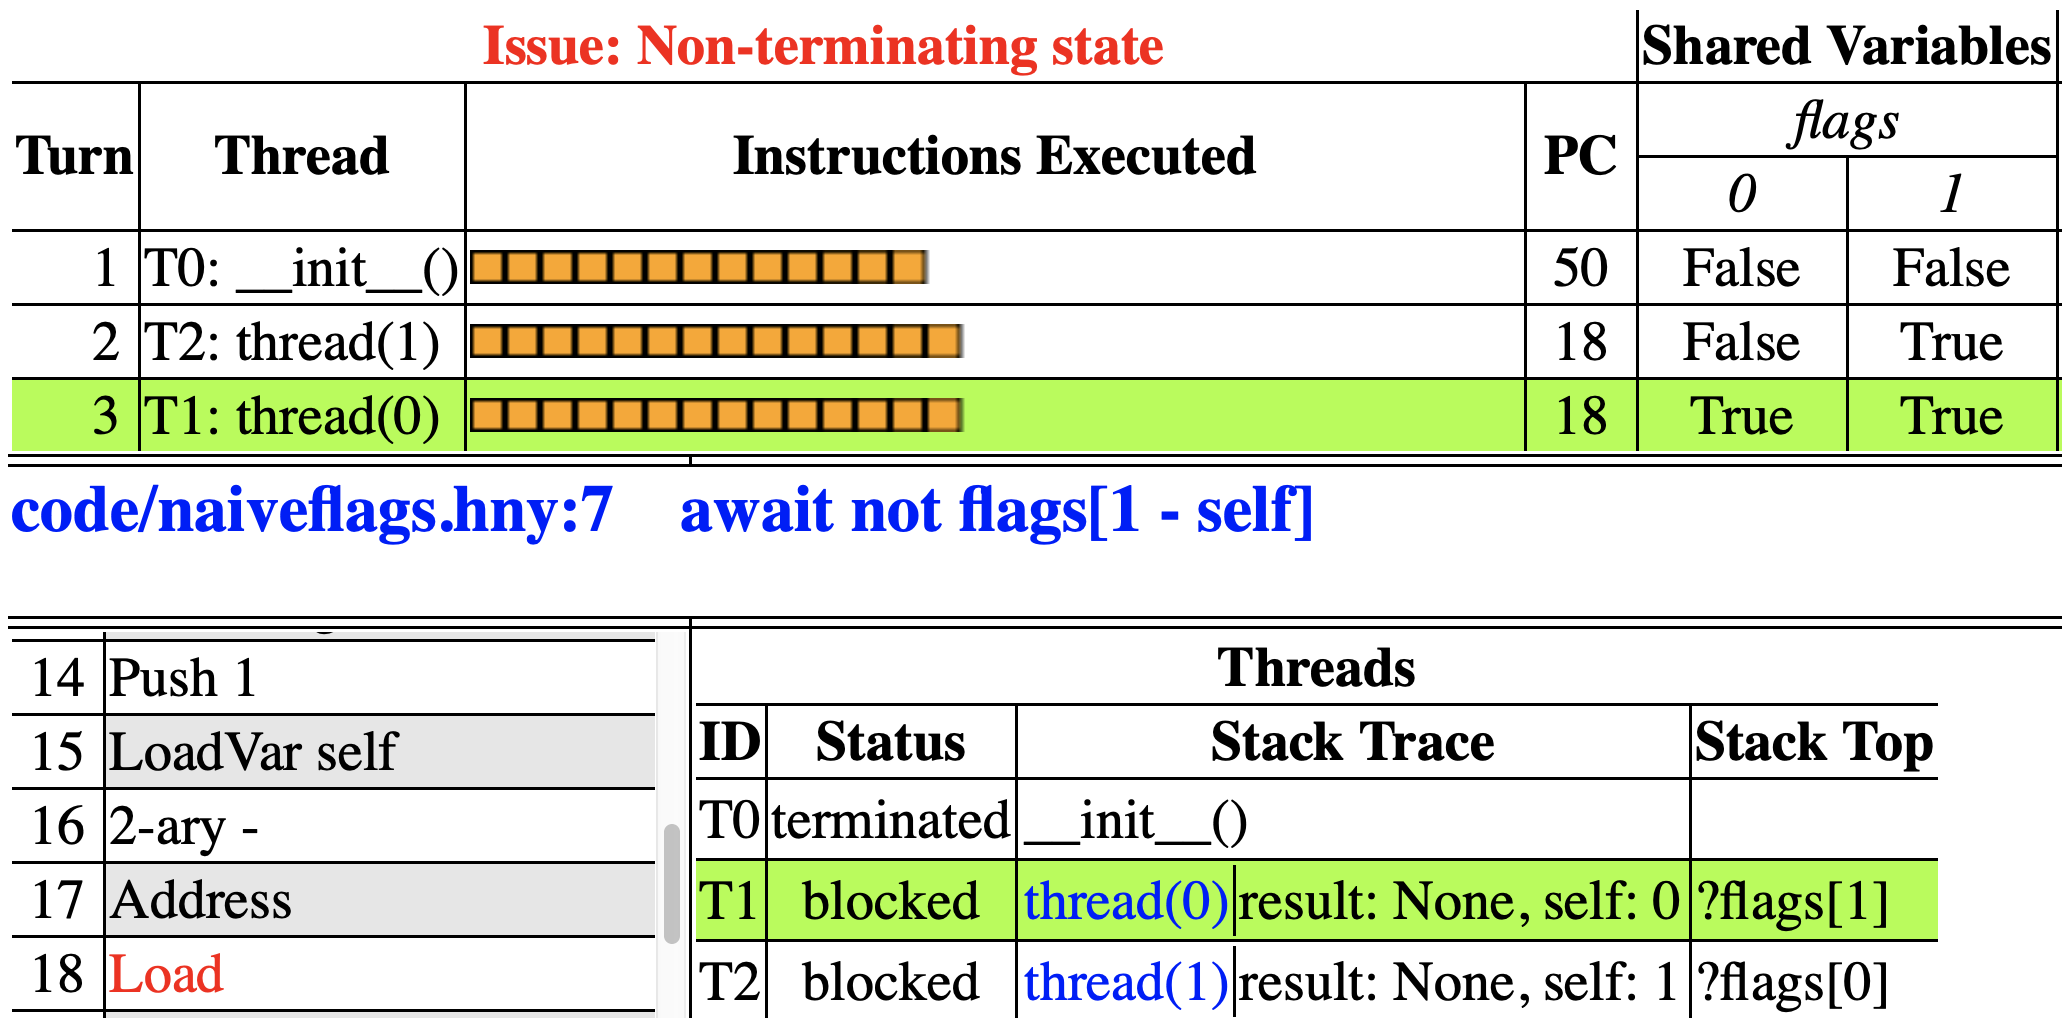 Issue: Non-terminating state Shared Variables
Turn Thread Instructions Executed PC flags
0 1
1 T0: __init__() 50 False False
2 T2: thread(1) 18 False True
3 T1: thread(0) 18 True True
code/naiveflags.hny:7 await not flags[1 - self]
14 Push 1
15 LoadVar self
16 2-ary -
17 Address
18 Load
Threads
ID Status Stack Trace Stack Top
T0 terminated __init__()
T1 blocked thread(0) result: None, self: 0 ?flags[1]
T2 blocked thread(1) result: None, self: 1 ?flags[0]